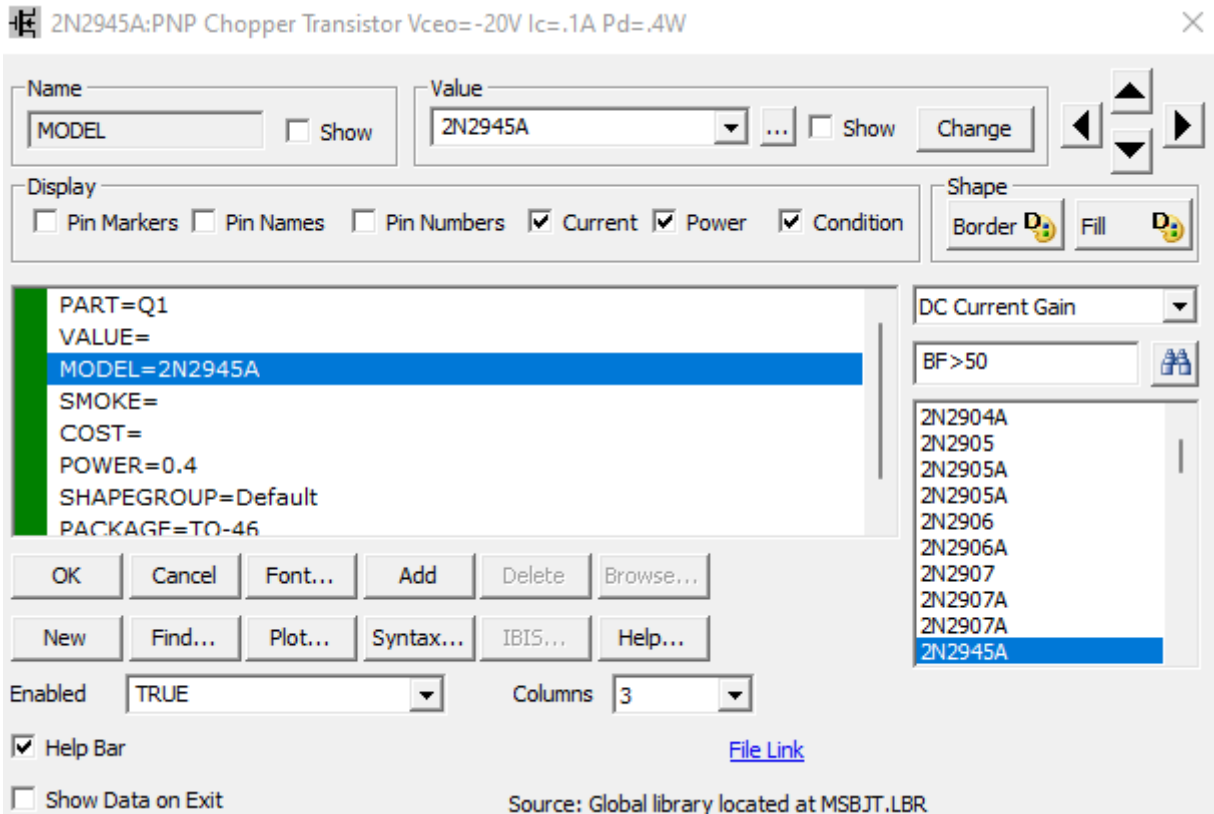 2N2945A:PNP Chopper Transistor Vceo=-20V Ic=.1A Pd=.4W
Name
MODEL
Show
Value
2N2945A
...
Show
Change
Display
Pin Markers
Pin Names
Pin Numbers
Current
Power
Condition
Shape
Border
D
Fill
D
PART=Q1
VALUE=
MODEL=2N2945A
SMOKE=
COST=
POWER=0.4
SHAPEGROUP=Default
PACKAGE=TO-46
DC Current Gain
BF>50
2N2904A
2N2905
2N2905A
2N2905A
2N2906
2N2906A
2N2907
2N2907A
2N2907A
2N2945A
OK
Cancel
Font...
Add
Delete
Browse...
New
Find...
Plot...
Syntax...
IBIS...
Help...
Enabled
TRUE
Columns
3
Help Bar
File Link
Show Data on Exit
Source: Global library located at MSBJT.LBR